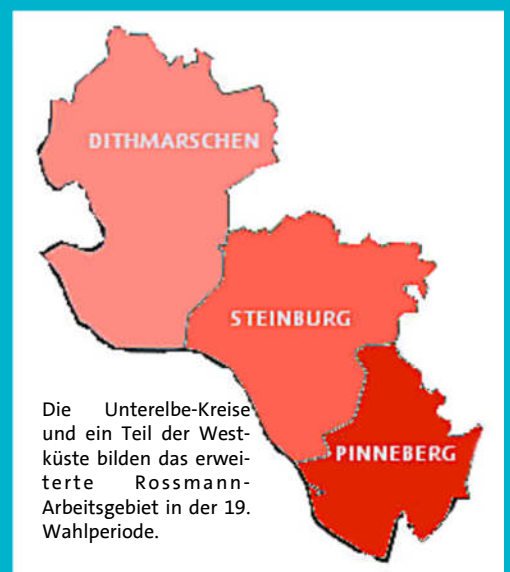 DITHMARSCHEN
STEINBURG
PINNEBERG
Die Unterelbe-Kreise
und ein Teil der West-
küste bilden das erwei-
terte Rossmann-
Arbeitsgebiet in der 19.
Wahlperiode.